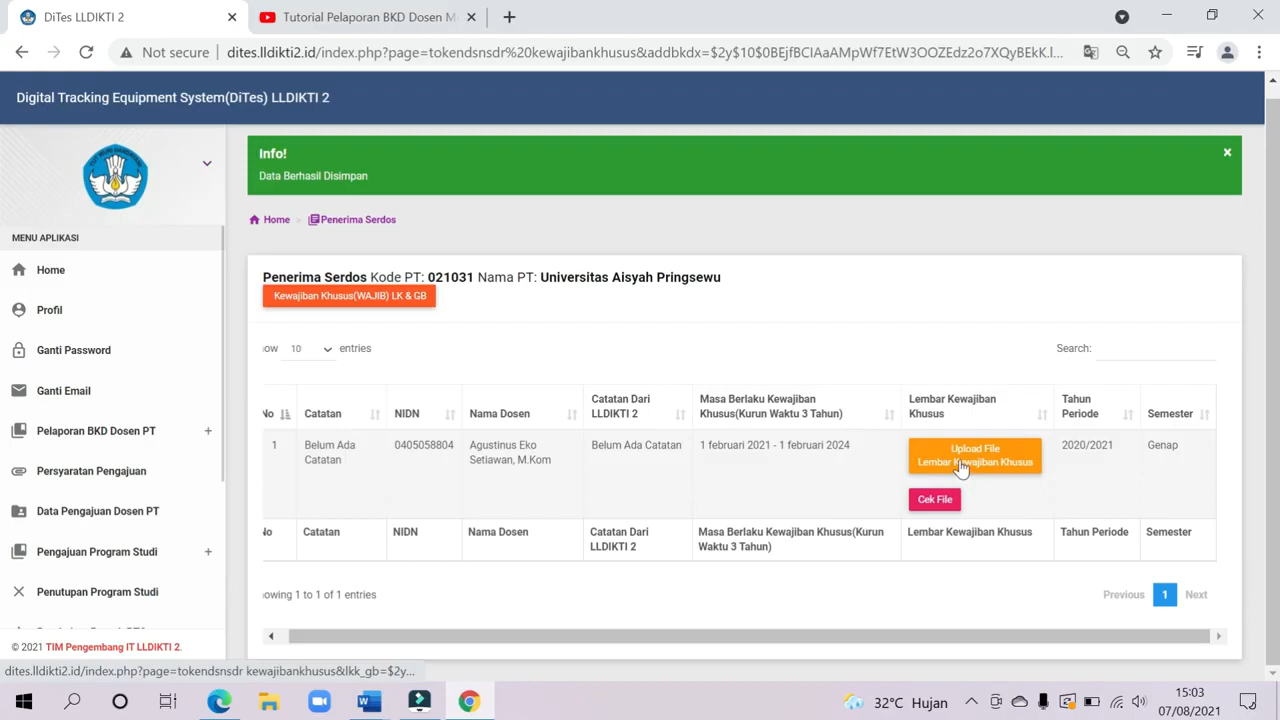 DiTes LLDIKTI 2
Tutorial Pelaporan BKD Dosen M
Not secure
dites.lldikti2.id/index.php?page=tokendsnsdr%20kewajibankhusus&addbkdx=$2y$10$0BEjfBCIAaAMpWf7EtW3OOZEdz2o7XQyBEkK.l...
Digital Tracking Equipment System(DiTes) LLDIKTI 2
Info!
Data Berhasil Disimpan
Home > Penerima Serdos
MENU APLIKASI
Home
Profil
Ganti Password
Ganti Email
Pelaporan BKD Dosen PT +
Persyaratan Pengajuan
Data Pengajuan Dosen PT
Pengajuan Program Studi +
Penutupan Program Studi
© 2021 TIM Pengembang IT LLDIKTI 2.
Penerima Serdos Kode PT: 021031 Nama PT: Universitas Aisyah Pringsewu
Kewajiban Khusus(WAJIB) LK & GB
ow 10 entries
Search:
No Catatan NIDN Nama Dosen Catatan Dari LLDIKTI 2 Masa Berlaku Kewajiban Khusus(Kurun Waktu 3 Tahun) Lembar Kewajiban Khusus Tahun Periode Semester
1 Belum Ada Catatan 0405058804 Agustinus Eko Setiawan, M.Kom Belum Ada Catatan 1 februari 2021 - 1 februari 2024 Upload File Lembar Kewajiban Khusus 2020/2021 Genap
Cek File
No Catatan NIDN Nama Dosen Catatan Dari LLDIKTI 2 Masa Berlaku Kewajiban Khusus(Kurun Waktu 3 Tahun) Lembar Kewajiban Khusus Tahun Periode Semester
owing 1 to 1 of 1 entries
Previous 1 Next
dites.lldikti2.id/index.php?page=tokendsnsdr kewajibankhusus&lkk_gb=$2y...
32°C Hujan
15:03
07/08/2021